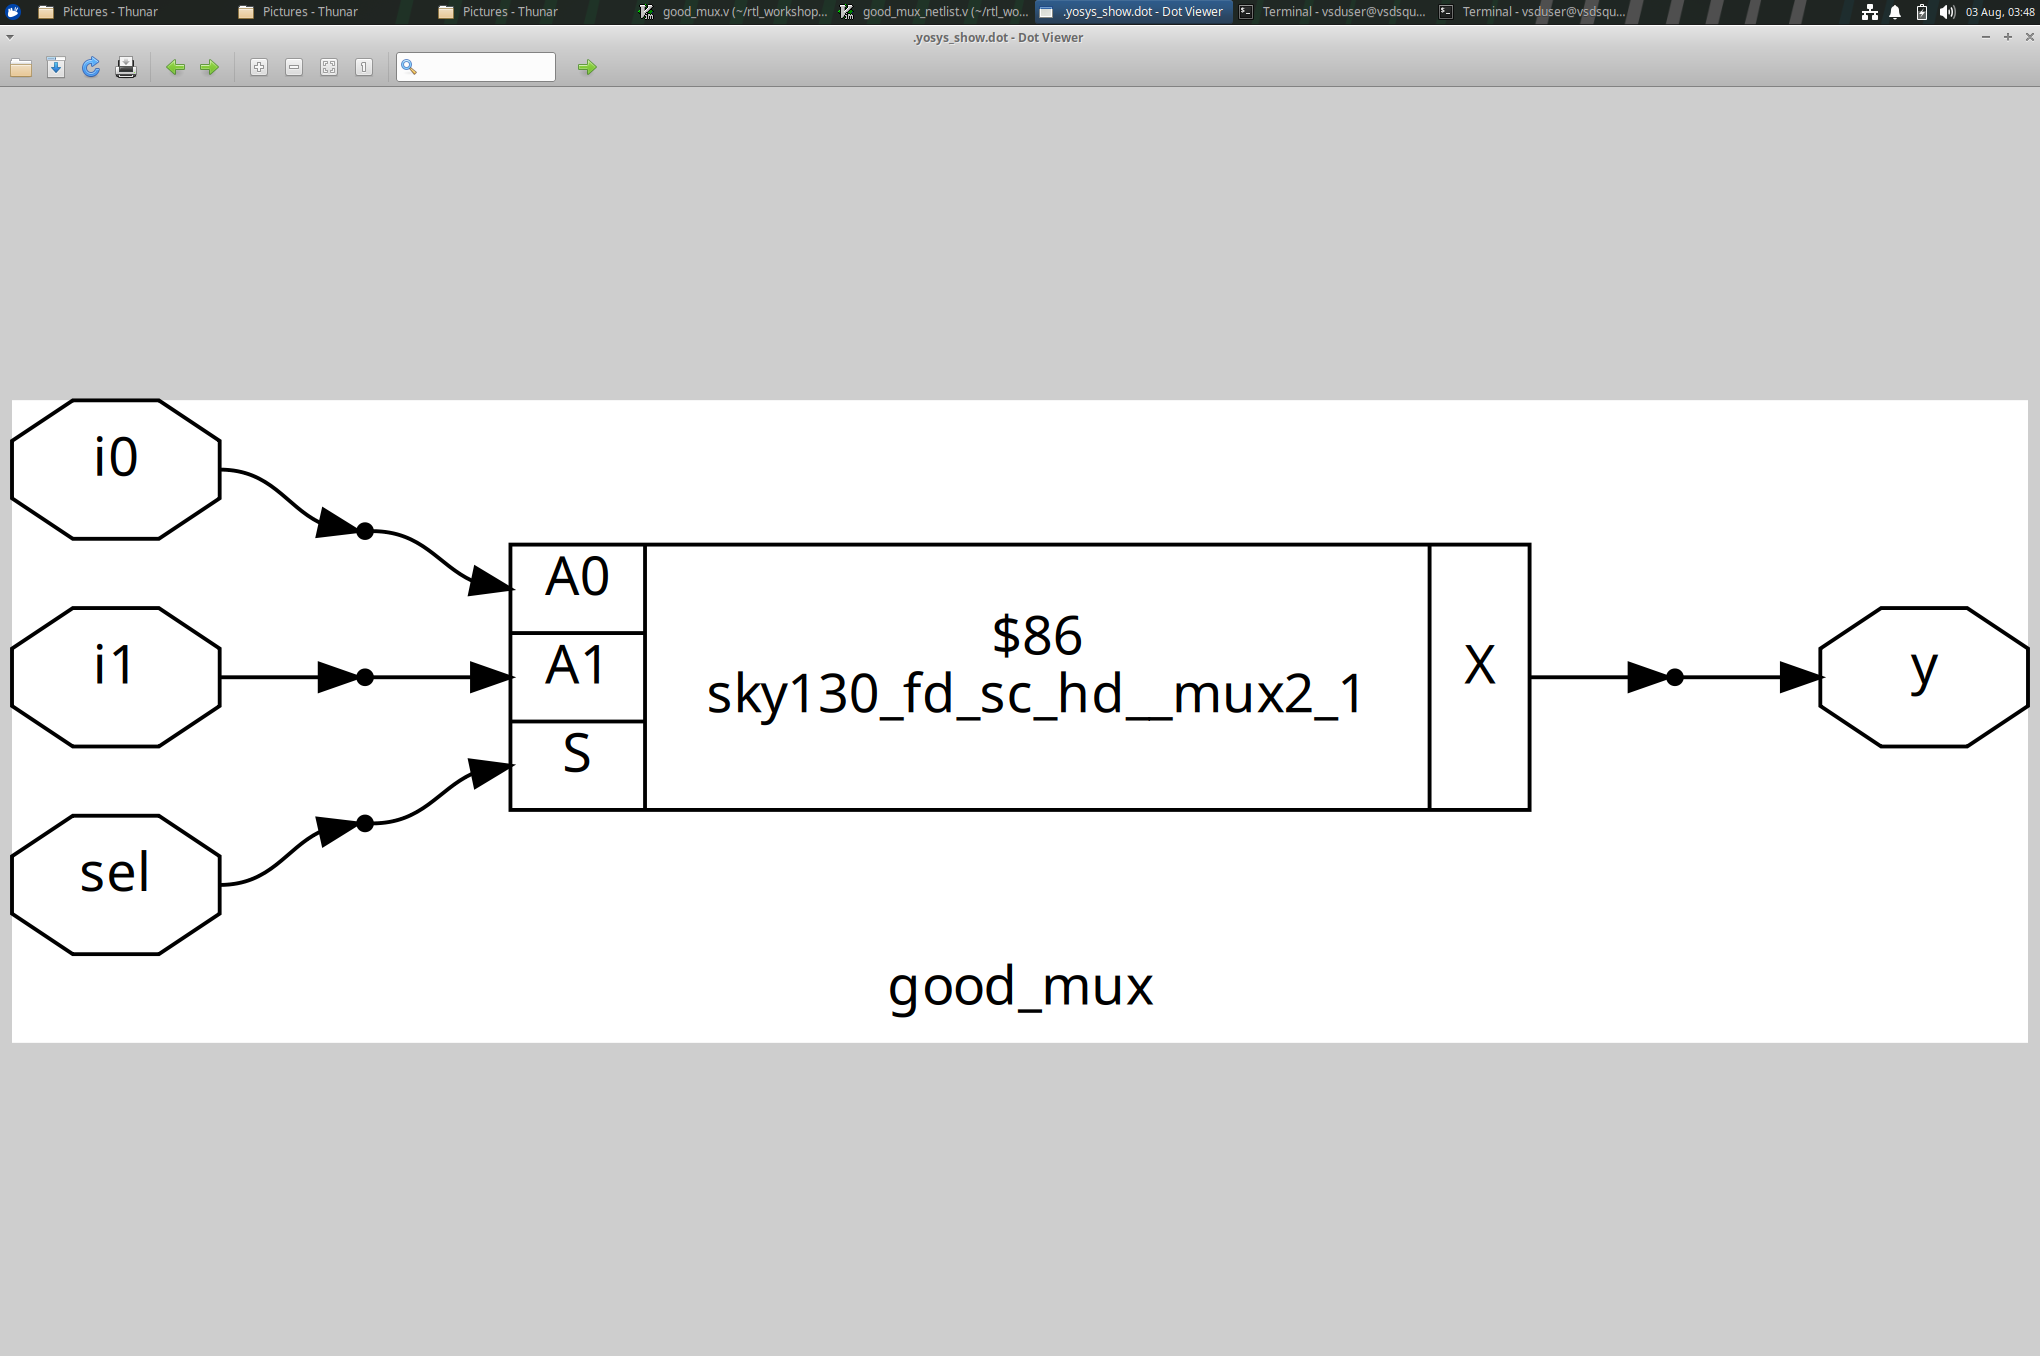 Pictures - Thunar
Pictures - Thunar
Pictures - Thunar
good_mux.v (~/rtl_workshop...
good_mux_netlist.v (~/rtl_wo...
.yosys_show.dot - Dot Viewer
Terminal - vsduser@vsdsqu...
Terminal - vsduser@vsdsqu...
03 Aug, 03:48
.yosys_show.dot - Dot Viewer
1
i0
A0
i1
A1
$86
sky130_fd_sc_hd__mux2_1
X
y
S
sel
good_mux